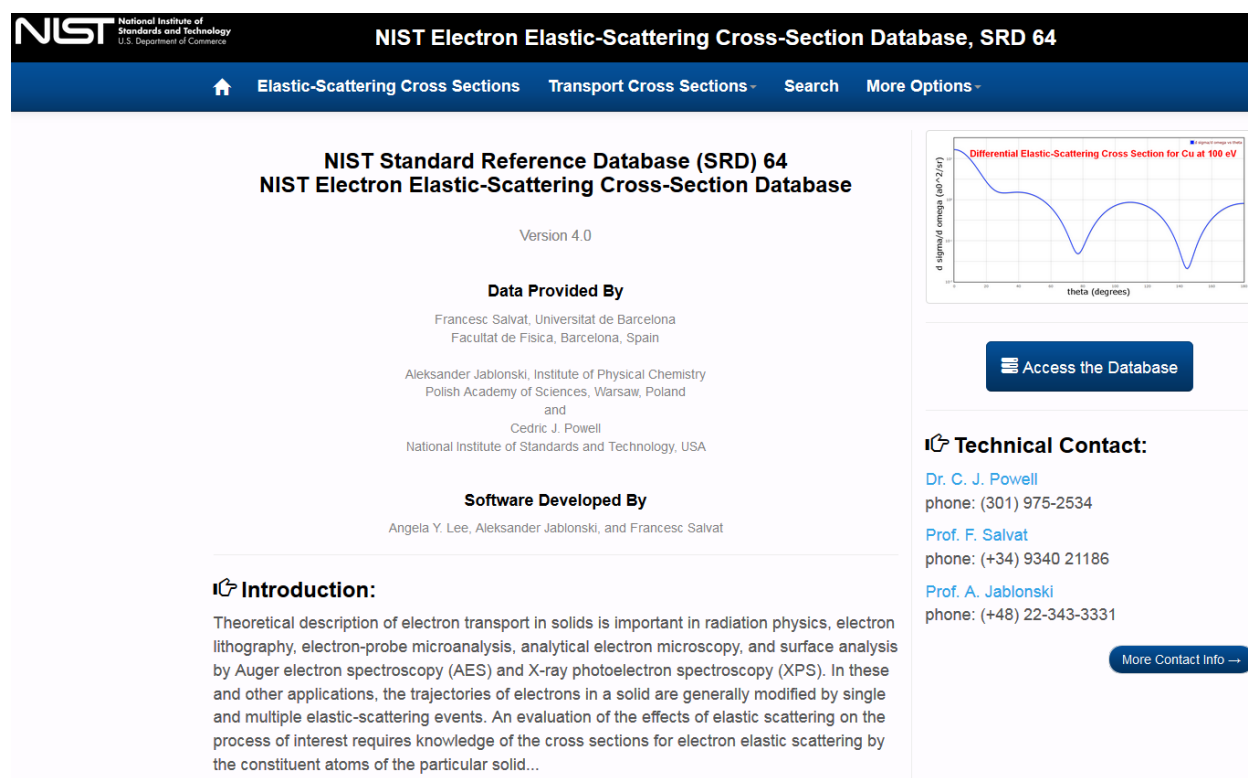 NIST
National Institute of
Standards and Technology
U.S. Department of Commerce
NIST Electron Elastic-Scattering Cross-Section Database, SRD 64
Elastic-Scattering Cross Sections Transport Cross Sections Search More Options
NIST Standard Reference Database (SRD) 64
NIST Electron Elastic-Scattering Cross-Section Database
Version 4.0
Data Provided By
Francesc Salvat, Universitat de Barcelona
Facultat de Fisica, Barcelona, Spain
Aleksander Jablonski, Institute of Physical Chemistry
Polish Academy of Sciences, Warsaw, Poland
and
Cedric J. Powell
National Institute of Standards and Technology, USA
Software Developed By
Angela Y. Lee, Aleksander Jablonski, and Francesc Salvat
Introduction:
Theoretical description of electron transport in solids is important in radiation physics, electron
lithography, electron-probe microanalysis, analytical electron microscopy, and surface analysis
by Auger electron spectroscopy (AES) and X-ray photoelectron spectroscopy (XPS). In these
and other applications, the trajectories of electrons in a solid are generally modified by single
and multiple elastic-scattering events. An evaluation of the effects of elastic scattering on the
process of interest requires knowledge of the cross sections for electron elastic scattering by
the constituent atoms of the particular solid...
Differential Elastic-Scattering Cross Section for Cu at 100 eV
d sigma/d omega (a0^2/sr)
theta (degrees)
Access the Database
Technical Contact:
Dr. C. J. Powell
phone: (301) 975-2534
Prof. F. Salvat
phone: (+34) 9340 21186
Prof. A. Jablonski
phone: (+48) 22-343-3331
More Contact Info →